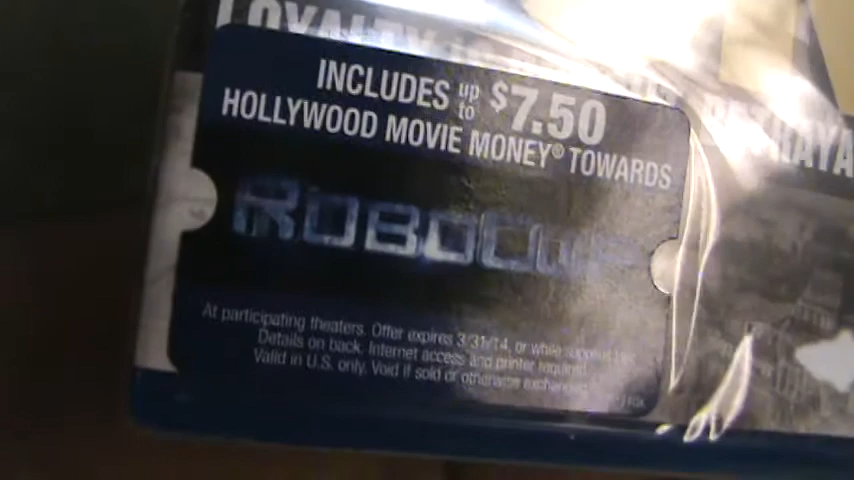 LOYALTY
INCLUDES up to $7.50
HOLLYWOOD MOVIE MONEY® TOWARDS
ROBOCOP
At participating theaters. Offer expires 3/31/14, or while supplies last.
Details on back. Internet access and printer required.
Valid in U.S. only. Void if sold or otherwise exchanged.